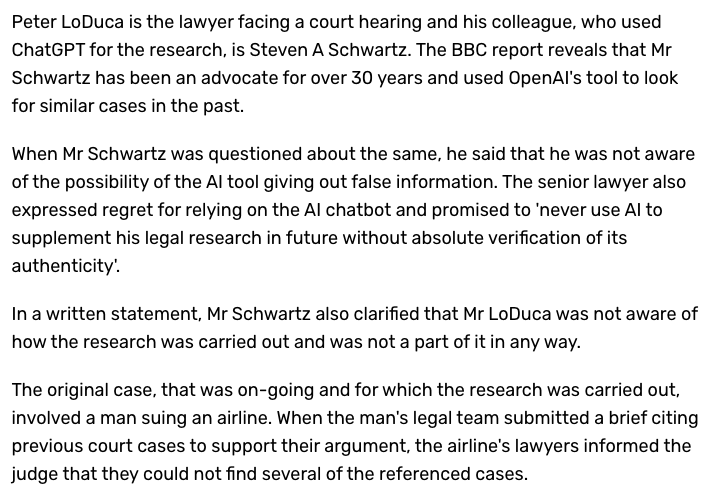 Peter LoDuca is the lawyer facing a court hearing and his colleague, who used
ChatGPT for the research, is Steven A Schwartz. The BBC report reveals that Mr
Schwartz has been an advocate for over 30 years and used OpenAI's tool to look
for similar cases in the past.
When Mr Schwartz was questioned about the same, he said that he was not aware
of the possibility of the AI tool giving out false information. The senior lawyer also
expressed regret for relying on the AI chatbot and promised to 'never use AI to
supplement his legal research in future without absolute verification of its
authenticity'.
In a written statement, Mr Schwartz also clarified that Mr LoDuca was not aware of
how the research was carried out and was not a part of it in any way.
The original case, that was on-going and for which the research was carried out,
involved a man suing an airline. When the man's legal team submitted a brief citing
previous court cases to support their argument, the airline's lawyers informed the
judge that they could not find several of the referenced cases.